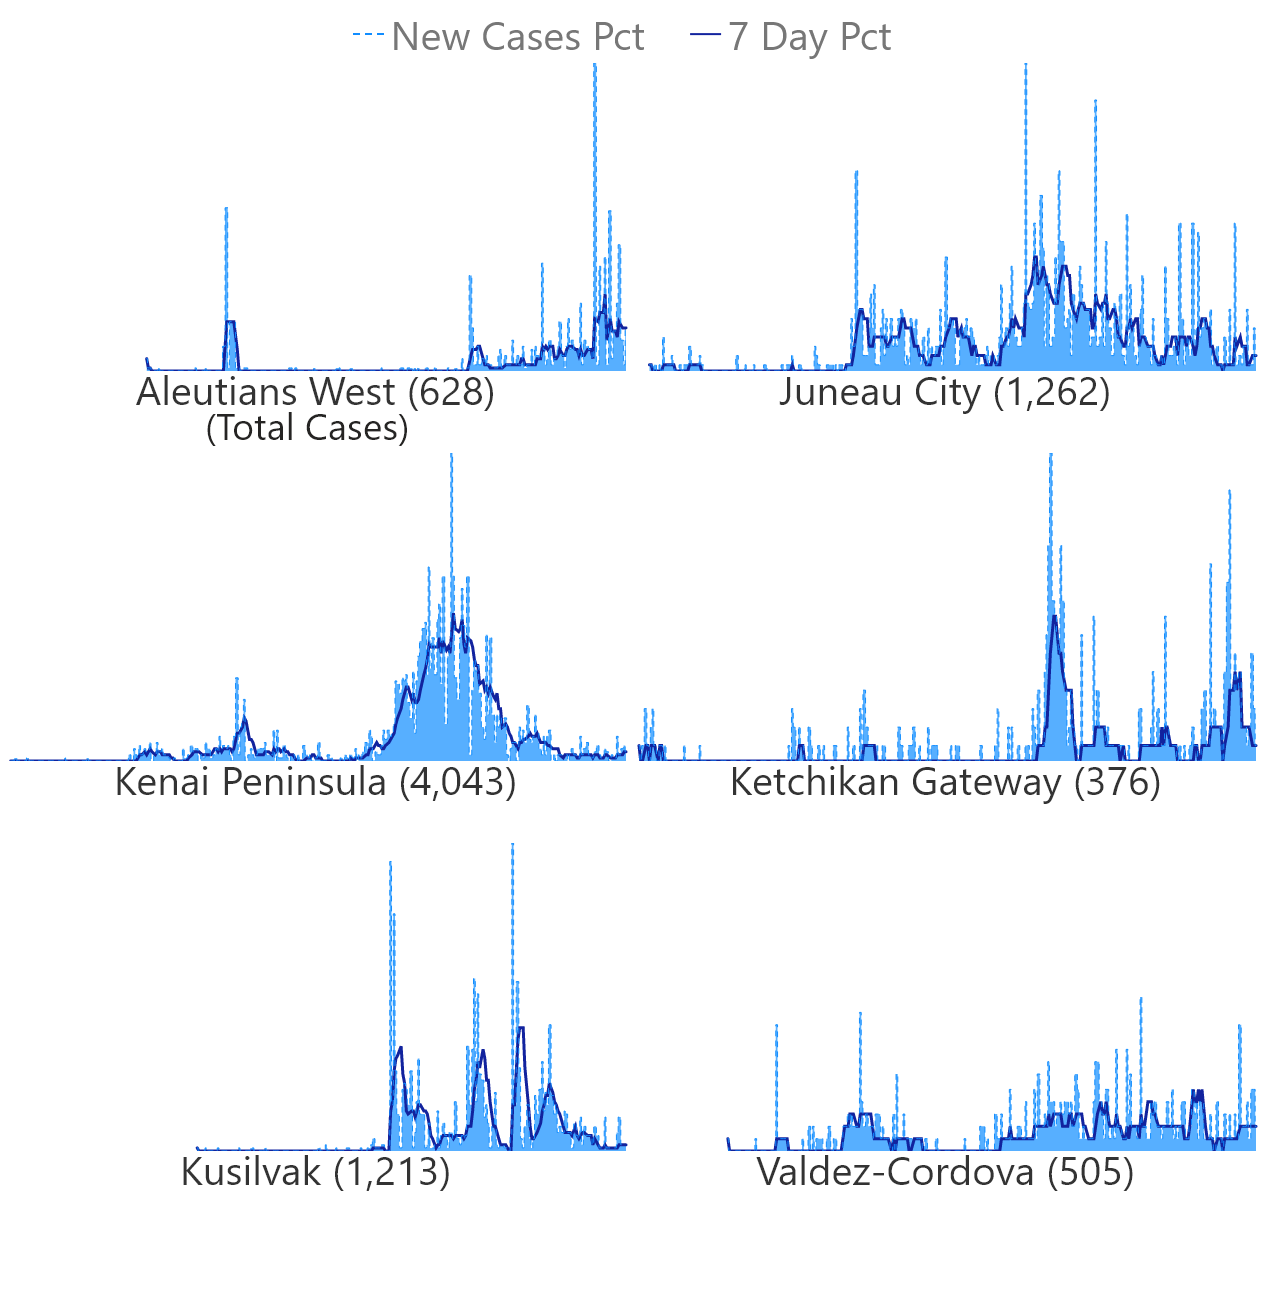 New Cases Pct 7 Day Pct
Aleutians West (628) Juneau City (1,262)
(Total Cases)
Kenai Peninsula (4,043) Ketchikan Gateway (376)
Kusilvak (1,213) Valdez-Cordova (505)